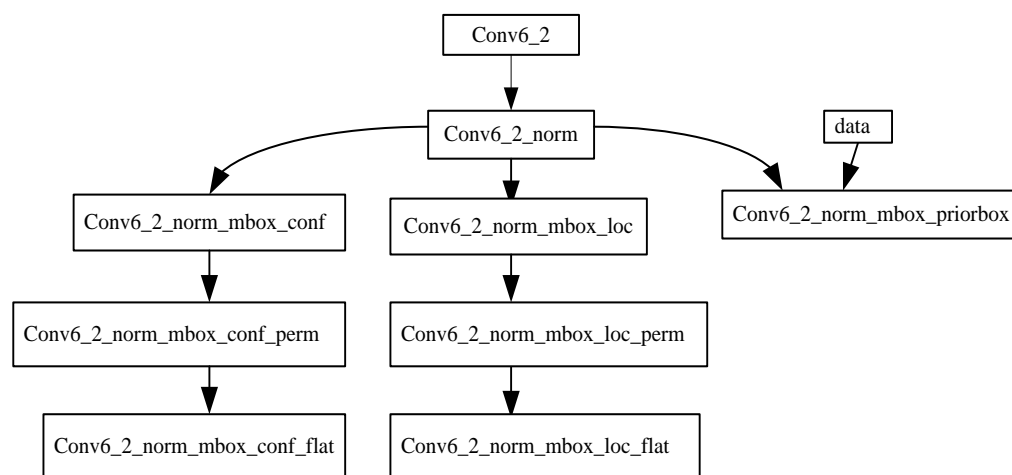 Conv6_2
Conv6_2_norm
data
Conv6_2_norm_mbox_conf
Conv6_2_norm_mbox_loc
Conv6_2_norm_mbox_priorbox
Conv6_2_norm_mbox_conf_perm
Conv6_2_norm_mbox_loc_perm
Conv6_2_norm_mbox_conf_flat
Conv6_2_norm_mbox_loc_flat